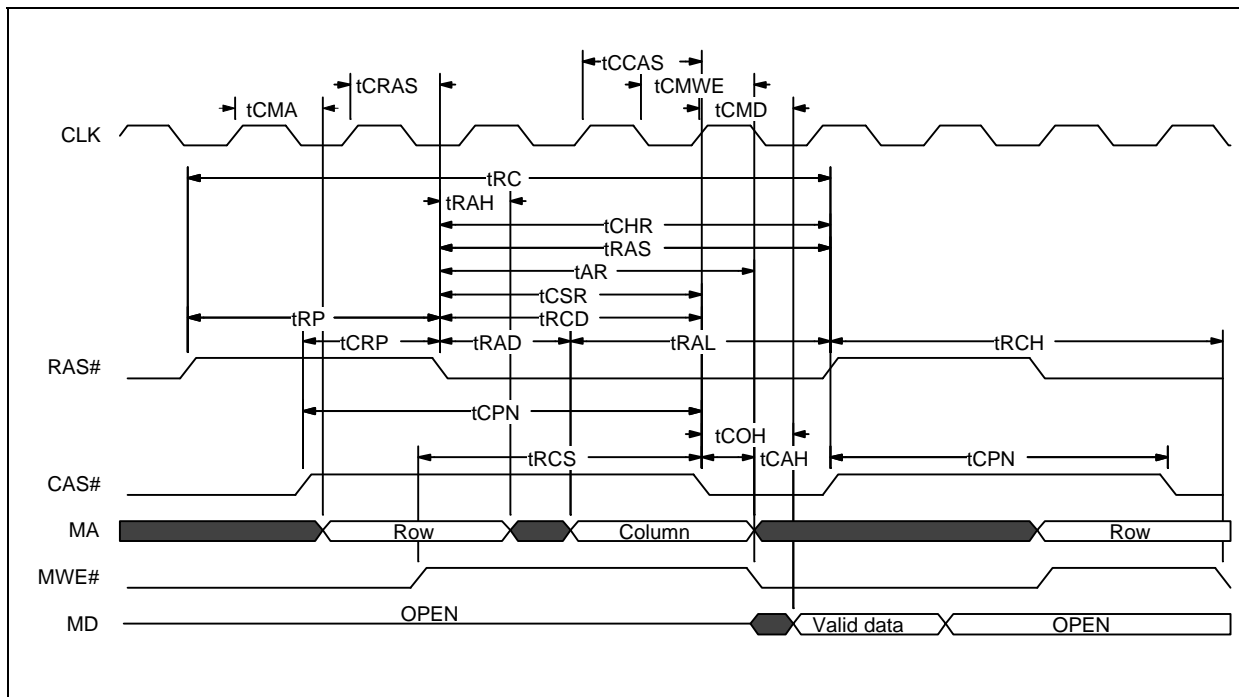 tCCAS
tCRAS tCMWE
tCMA tCMD
CLK
tRC
tRAH
tCHR
tRAS
tAR
tCSR
tRP tRCD
tCRP tRAD tRAL tRCH
RAS#
tCPN
tCOH
tRCS tCAH tCPN
CAS#
MA Row Column Row
MWE#
OPEN
MD Valid data OPEN